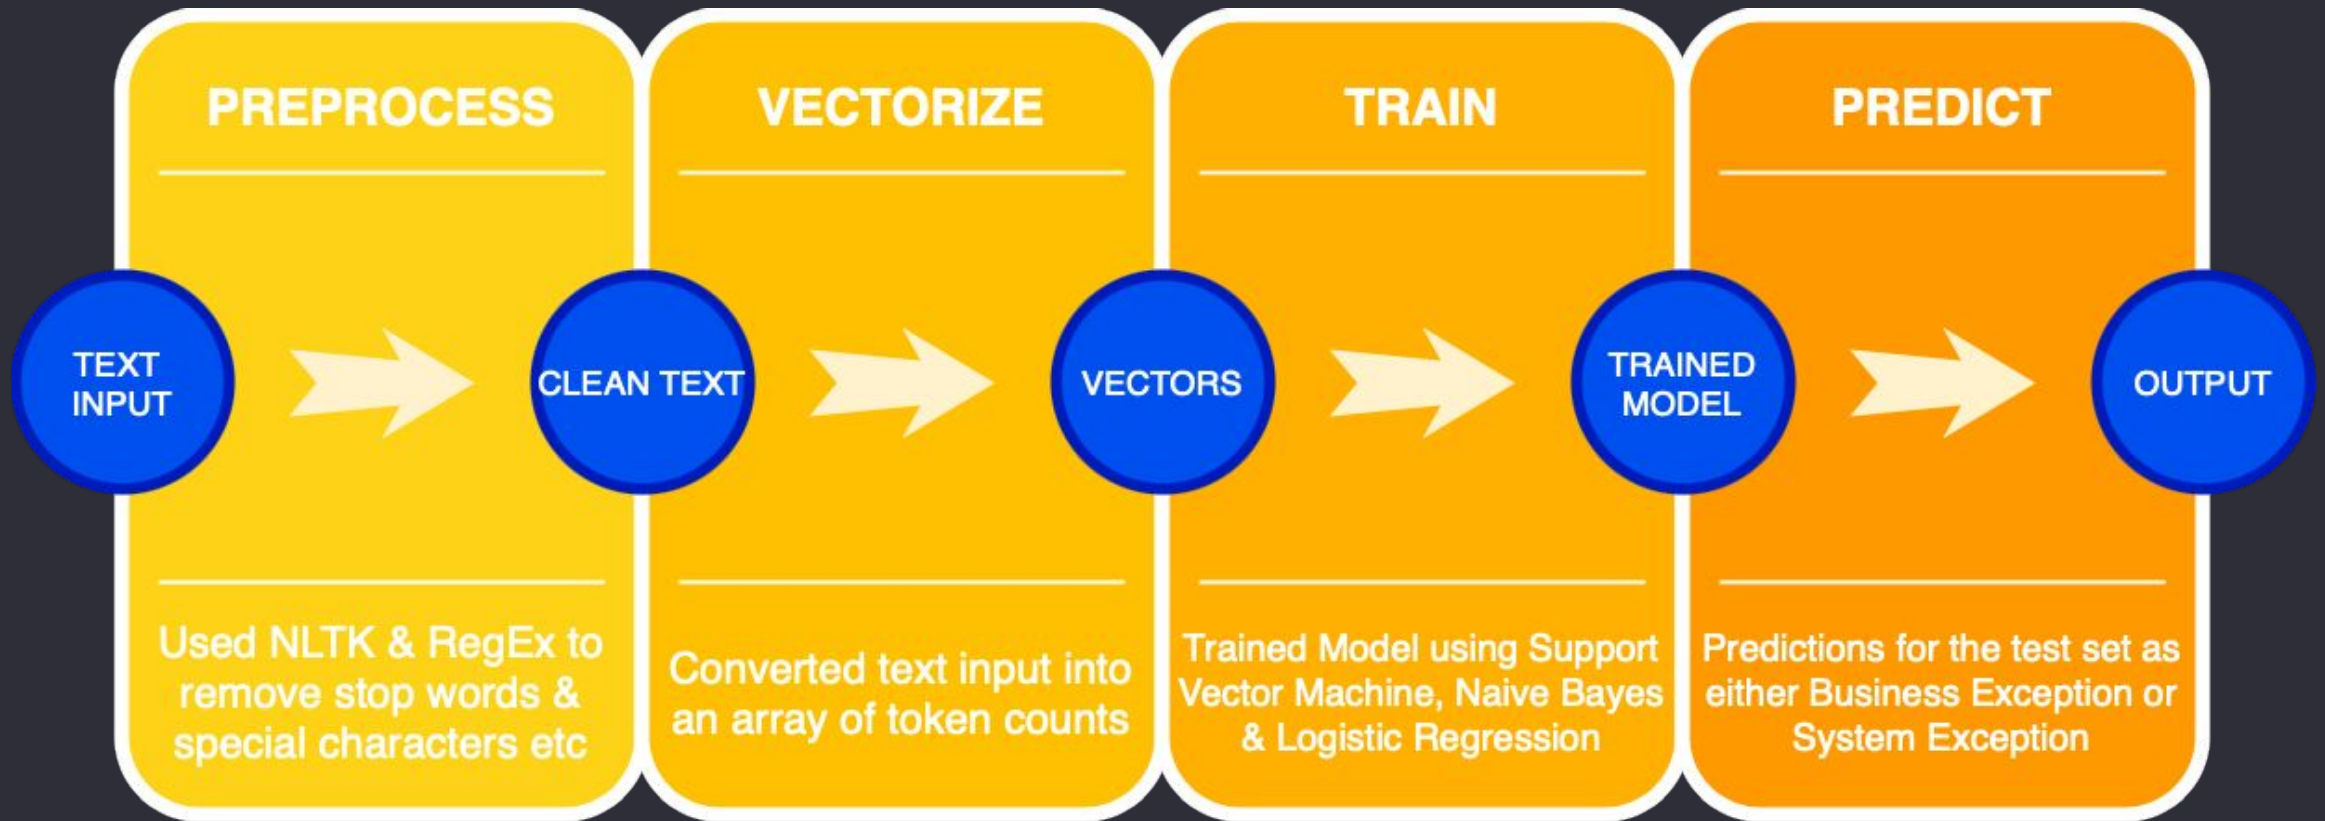 PREPROCESS
VECTORIZE
TRAIN
PREDICT
TEXT
INPUT
CLEAN TEXT
VECTORS
TRAINED
MODEL
OUTPUT
Used NLTK & RegEx to
remove stop words &
special characters etc
Converted text input into
an array of token counts
Trained Model using Support
Vector Machine, Naive Bayes
& Logistic Regression
Predictions for the test set as
either Business Exception or
System Exception